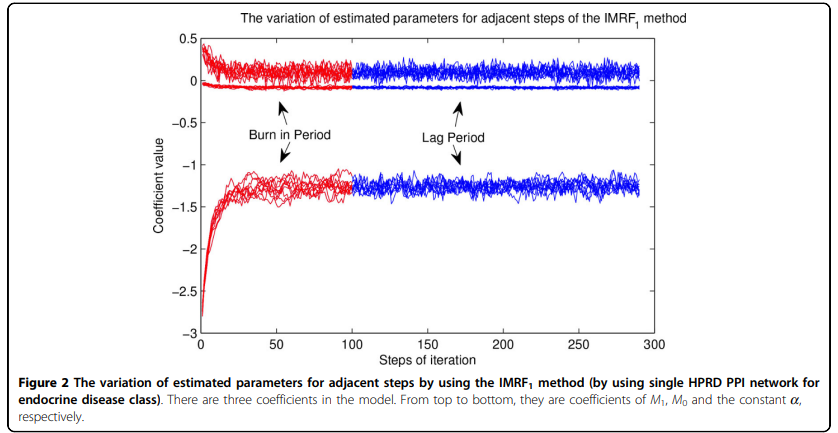 The variation of estimated parameters for adjacent steps of the IMRF1 method
0.5
0
−0.5
−1
−1.5
−2
−2.5
−3
Coefficient value
Burn in Period
Lag Period
0 50 100 150 200 250 300
Steps of iteration
Figure 2 The variation of estimated parameters for adjacent steps by using the IMRF1 method (by using single HPRD PPI network for
endocrine disease class). There are three coefficients in the model. From top to bottom, they are coefficients of M1, M0 and the constant α,
respectively.